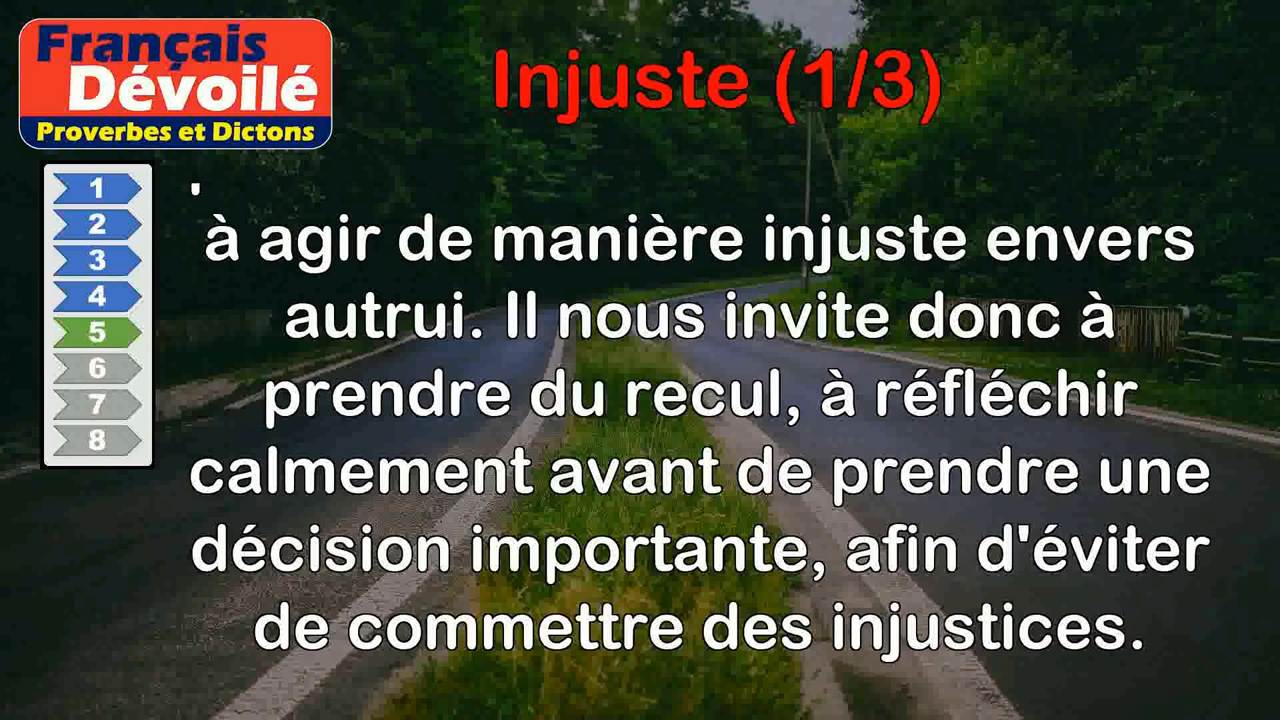 Français
Dévoilé
Proverbes et Dictons
Injuste (1/3)
1
2
3
4
5
6
7
8
à agir de manière injuste envers
autrui. Il nous invite donc à
prendre du recul, à réfléchir
calmement avant de prendre une
décision importante, afin d'éviter
de commettre des injustices.